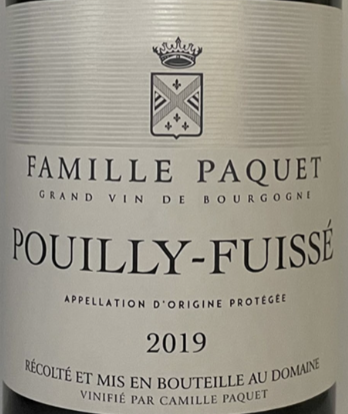 FAMILLE PAQUET
GRAND VIN DE BOURGOGNE
POUILLY-FUISSÉ
APPELLATION D'ORIGINE PROTÉGÉE
2019
RÉCOLTÉ ET MIS EN BOUTEILLE AU DOMAINE
VINIFIÉ PAR CAMILLE PAQUET